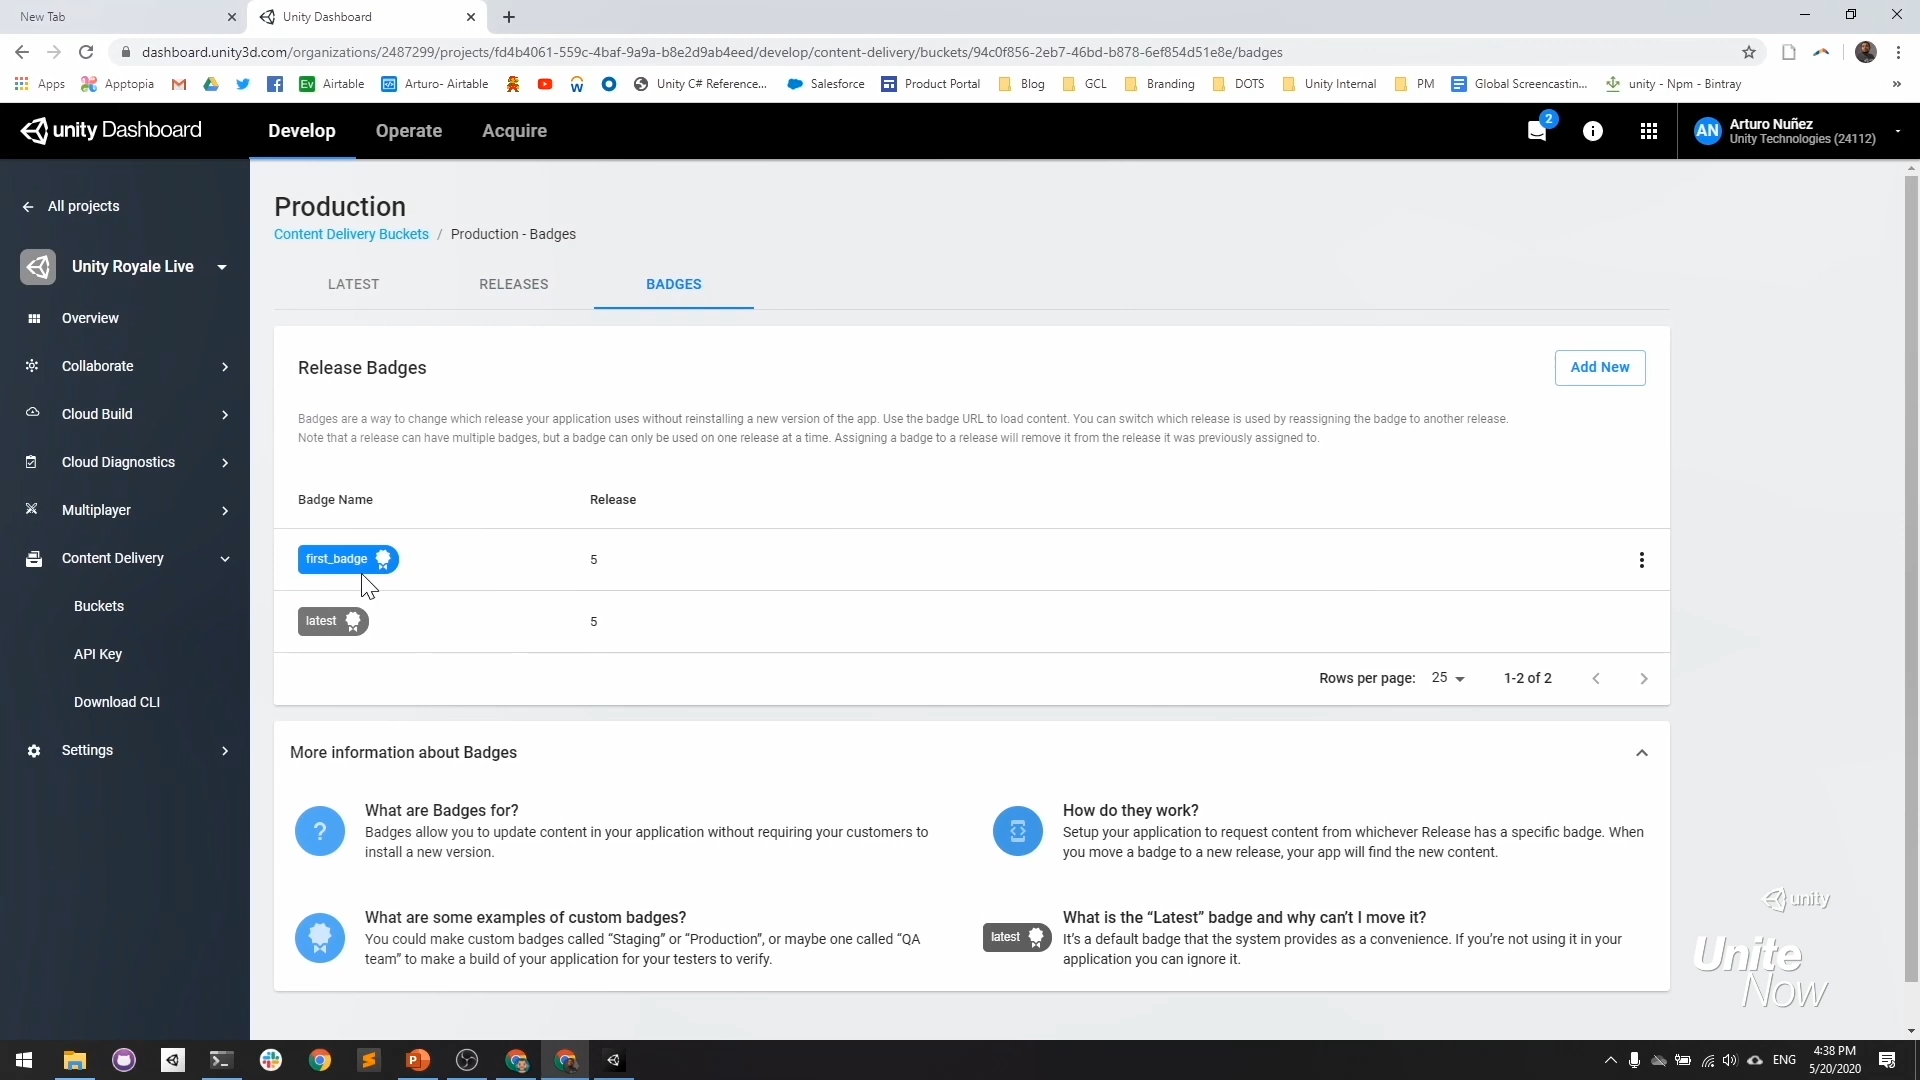 New Tab
Unity Dashboard
dashboard.unity3d.com/organizations/2487299/projects/fd4b4061-559c-4baf-9a9a-b8e2d9ab4eed/develop/content-delivery/buckets/94c0f856-2eb7-46bd-b878-6ef854d51e8e/badges
Apps Apptopia Airtable Arturo- Airtable Unity C# Reference... Salesforce Product Portal Blog GCL Branding DOTS Unity Internal PM Global Screencasting... unity - Npm - Bintray »
unity Dashboard
Develop Operate Acquire
2
AN
Arturo Nuñez
Unity Technologies (24112)
All projects
Unity Royale Live
Overview
Collaborate
Cloud Build
Cloud Diagnostics
Multiplayer
Content Delivery
Buckets
API Key
Download CLI
Settings
Production
Content Delivery Buckets / Production - Badges
LATEST RELEASES BADGES
Release Badges
Add New
Badges are a way to change which release your application uses without reinstalling a new version of the app. Use the badge URL to load content. You can switch which release is used by reassigning the badge to another release.
Note that a release can have multiple badges, but a badge can only be used on one release at a time. Assigning a badge to a release will remove it from the release it was previously assigned to.
Badge Name Release
first_badge 5
latest 5
Rows per page: 25 1-2 of 2
More information about Badges
What are Badges for?
Badges allow you to update content in your application without requiring your customers to
install a new version.
How do they work?
Setup your application to request content from whichever Release has a specific badge. When
you move a badge to a new release, your app will find the new content.
What are some examples of custom badges?
You could make custom badges called “Staging” or “Production”, or maybe one called “QA
team” to make a build of your application for your testers to verify.
latest
What is the “Latest” badge and why can’t I move it?
It’s a default badge that the system provides as a convenience. If you’re not using it in your
application you can ignore it.
unity
Unite
Now
ENG
4:38 PM
5/20/2020